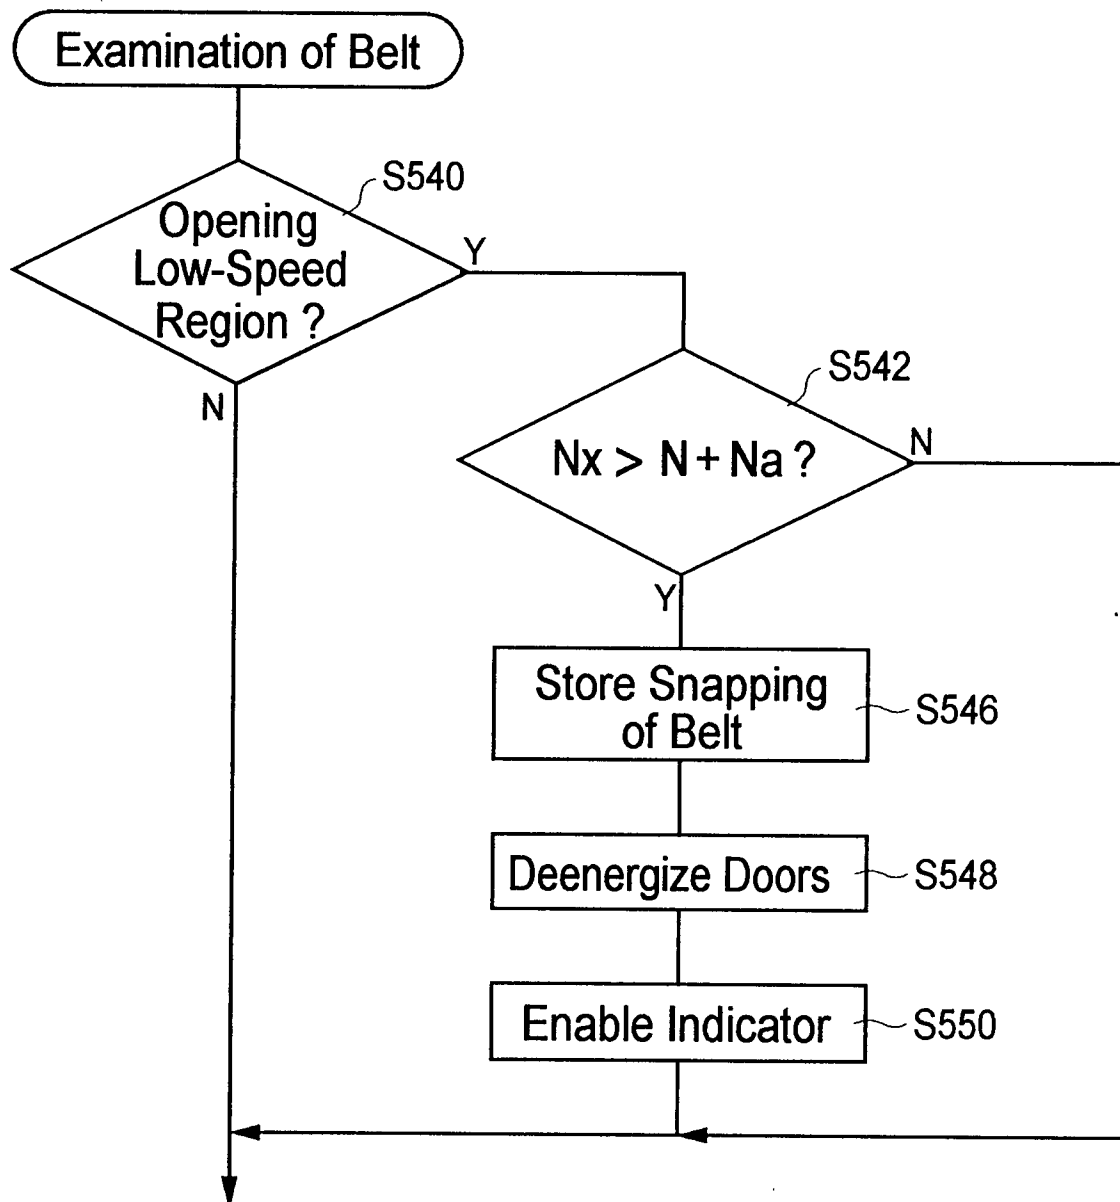 Examination of Belt
S540
Opening
Low-Speed
Region ?
Y
N
S542
Nx > N + Na ?
N
Y
Store Snapping
of Belt
S546
Deenergize Doors
S548
Enable Indicator
S550